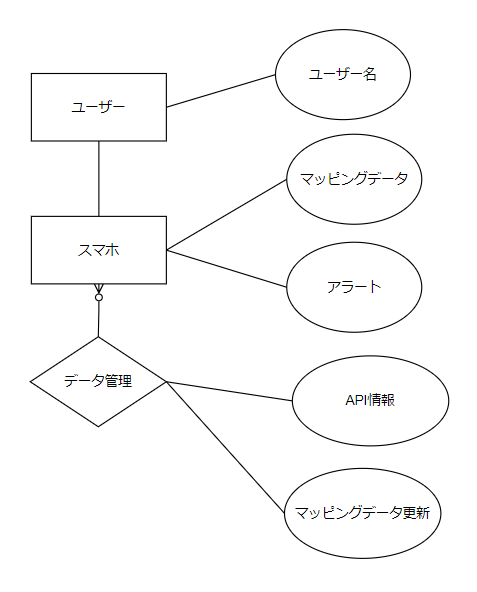 ユーザー名
ユーザー
マッピングデータ
スマホ
アラート
データ管理
API情報
マッピングデータ更新